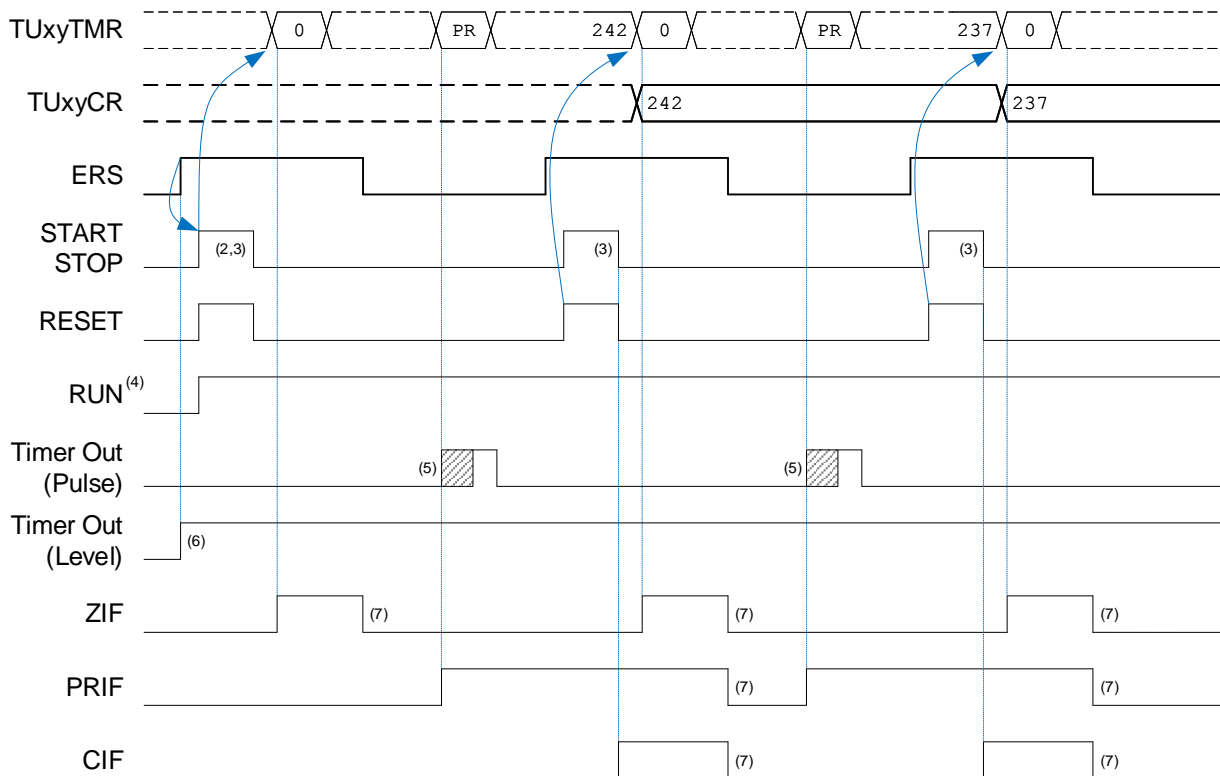 TUxyTMR 0 PR 242 0 PR 237 0
TUxyCR 242 237
ERS
START
STOP (2,3) (3) (3)
RESET
RUN (4)
Timer Out
(Pulse) (5) (5)
Timer Out
(Level) (6)
ZIF (7) (7) (7)
PRIF (7) (7)
CIF (7) (7)